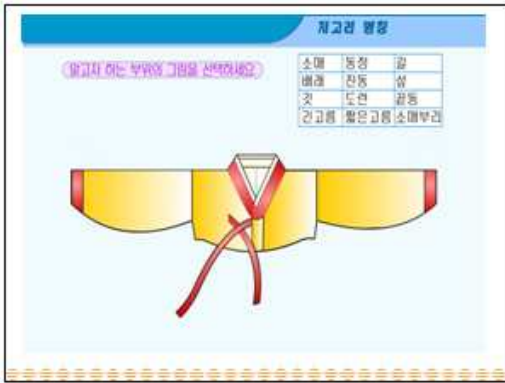 저고리 명칭
알고자 하는 부위의 그림을 선택하세요
소매 동정 길
배래 진동 섶
깃 도련 끝동
긴고름 짧은고름 소매부리